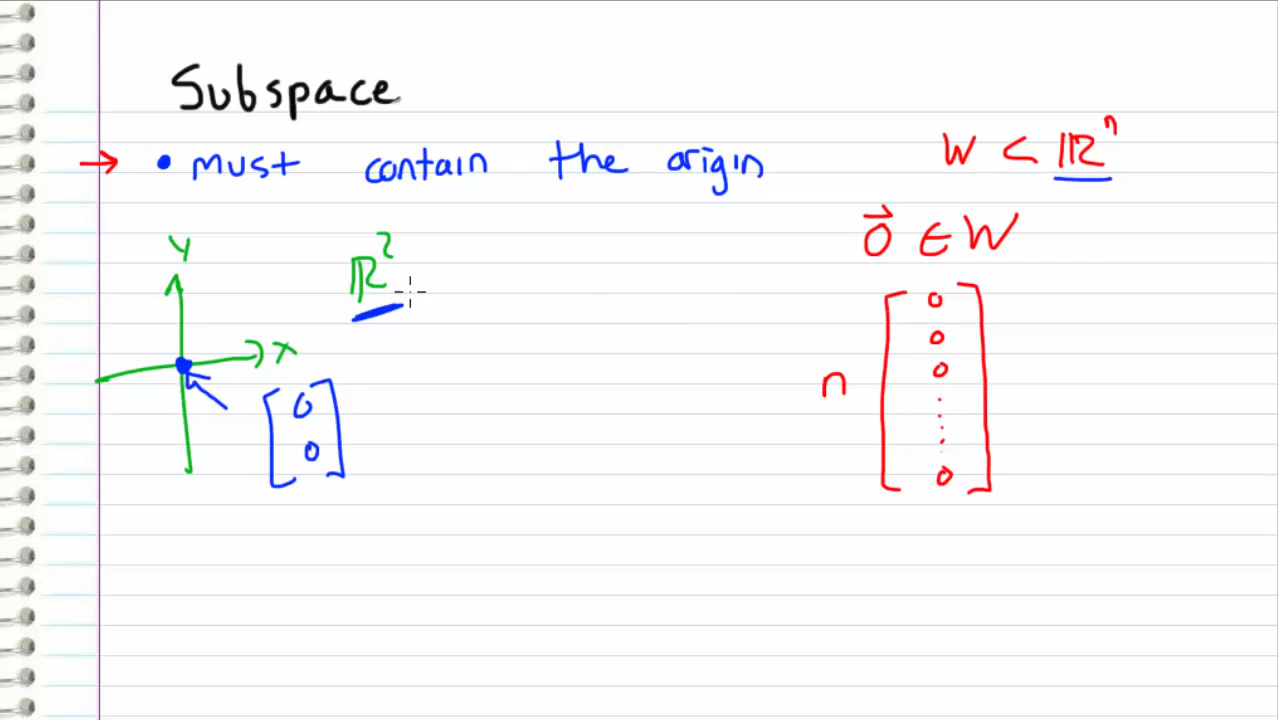 Subspace
• must contain the origin
W < ℝⁿ
0⃗ ∈ W
y
ℝ²
x
[0
0]
n [0
0
0
⋮
0]